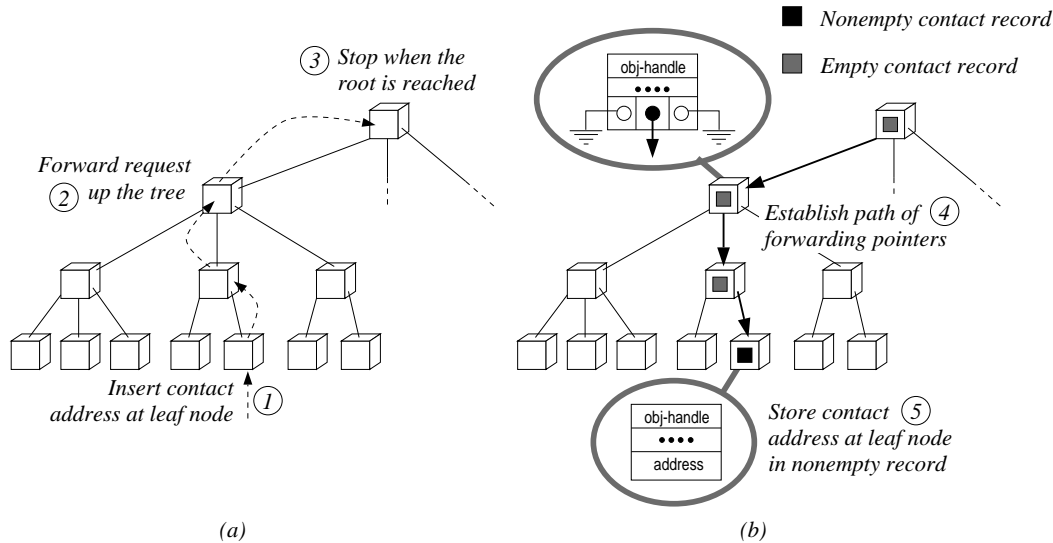 3 Stop when the
root is reached
Forward request
2 up the tree
Insert contact
address at leaf node
1
(a)
Nonempty contact record
Empty contact record
obj-handle
Establish path of 4
forwarding pointers
obj-handle
address
Store contact 5
address at leaf node
in nonempty record
(b)